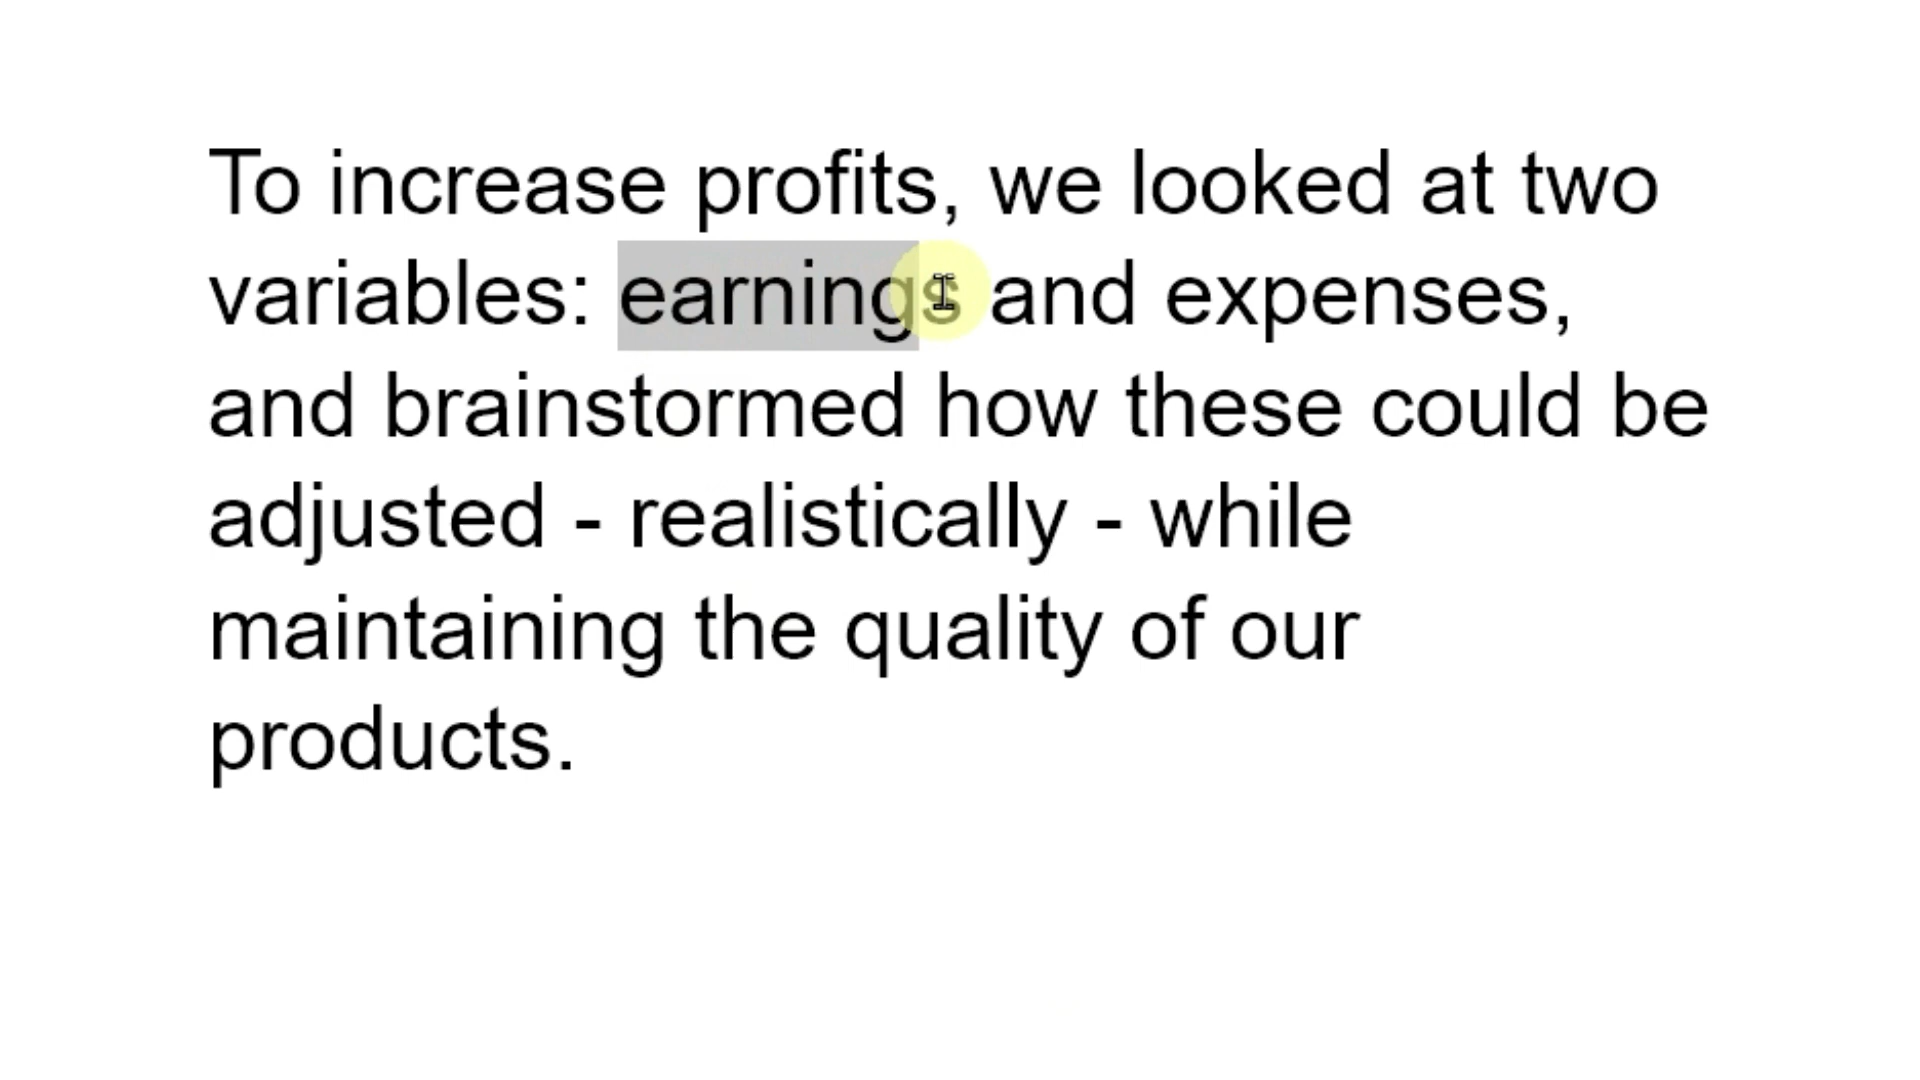 To increase profits, we looked at two
variables: earnings and expenses,
and brainstormed how these could be
adjusted - realistically - while
maintaining the quality of our
products.